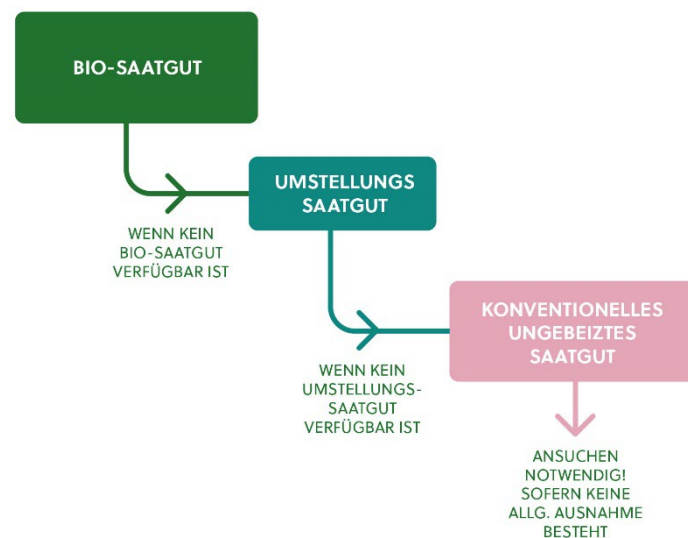 BIO-SAATGUT
UMSTELLUNGS
SAATGUT
WENN KEIN
BIO-SAATGUT
VERFÜGBAR IST
KONVENTIONELLES
UNGEBEIZTES
SAATGUT
WENN KEIN
UMSTELLUNGS-
SAATGUT
VERFÜGBAR IST
ANSUCHEN
NOTWENDIG!
SOFERN KEINE
ALLG. AUSNAHME
BESTEHT